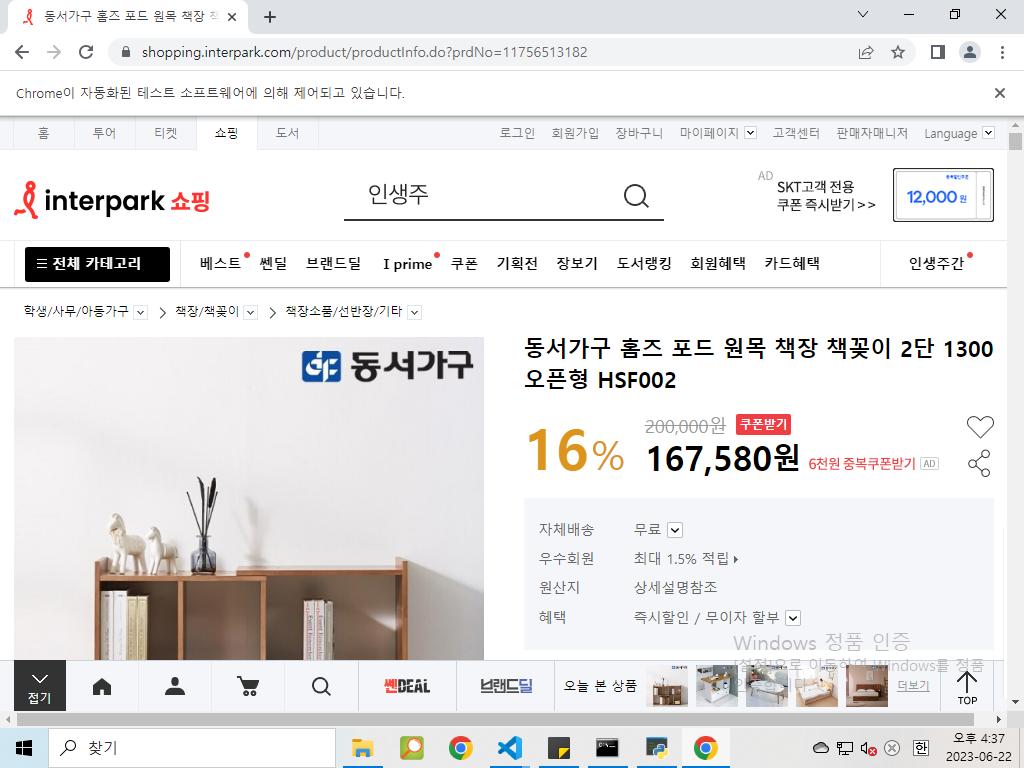 동서가구 홈즈 포드 원목 책장 책
shopping.interpark.com/product/productInfo.do?prdNo=11756513182
Chrome이 자동화된 테스트 소프트웨어에 의해 제어되고 있습니다.
홈 투어 티켓 쇼핑 도서 로그인 회원가입 장바구니 마이페이지 고객센터 판매자매니저 Language
interpark 쇼핑
인생주
AD SKT고객 전용
쿠폰 즉시받기 >>
12,000 원
전체 카테고리 베스트 쎈딜 브랜드딜 I prime 쿠폰 기획전 장보기 도서랭킹 회원혜택 카드혜택 인생주간
학생/사무/아동가구 책장/책꽂이 책장소품/선반장/기타
동서가구
동서가구 홈즈 포드 원목 책장 책꽂이 2단 1300
오픈형 HSF002
16%
200,000원 쿠폰받기
167,580원 6천원 중복쿠폰받기 AD
자체배송 무료
우수회원 최대 1.5% 적립
원산지 상세설명참조
혜택 즉시할인 / 무이자 할부
Windows 정품 인증
[설정]으로 이동하여 Windows를 정품
접기
쎈DEAL
브랜드딜
오늘 본 상품
더보기
TOP
찾기
한
오후 4:37
2023-06-22